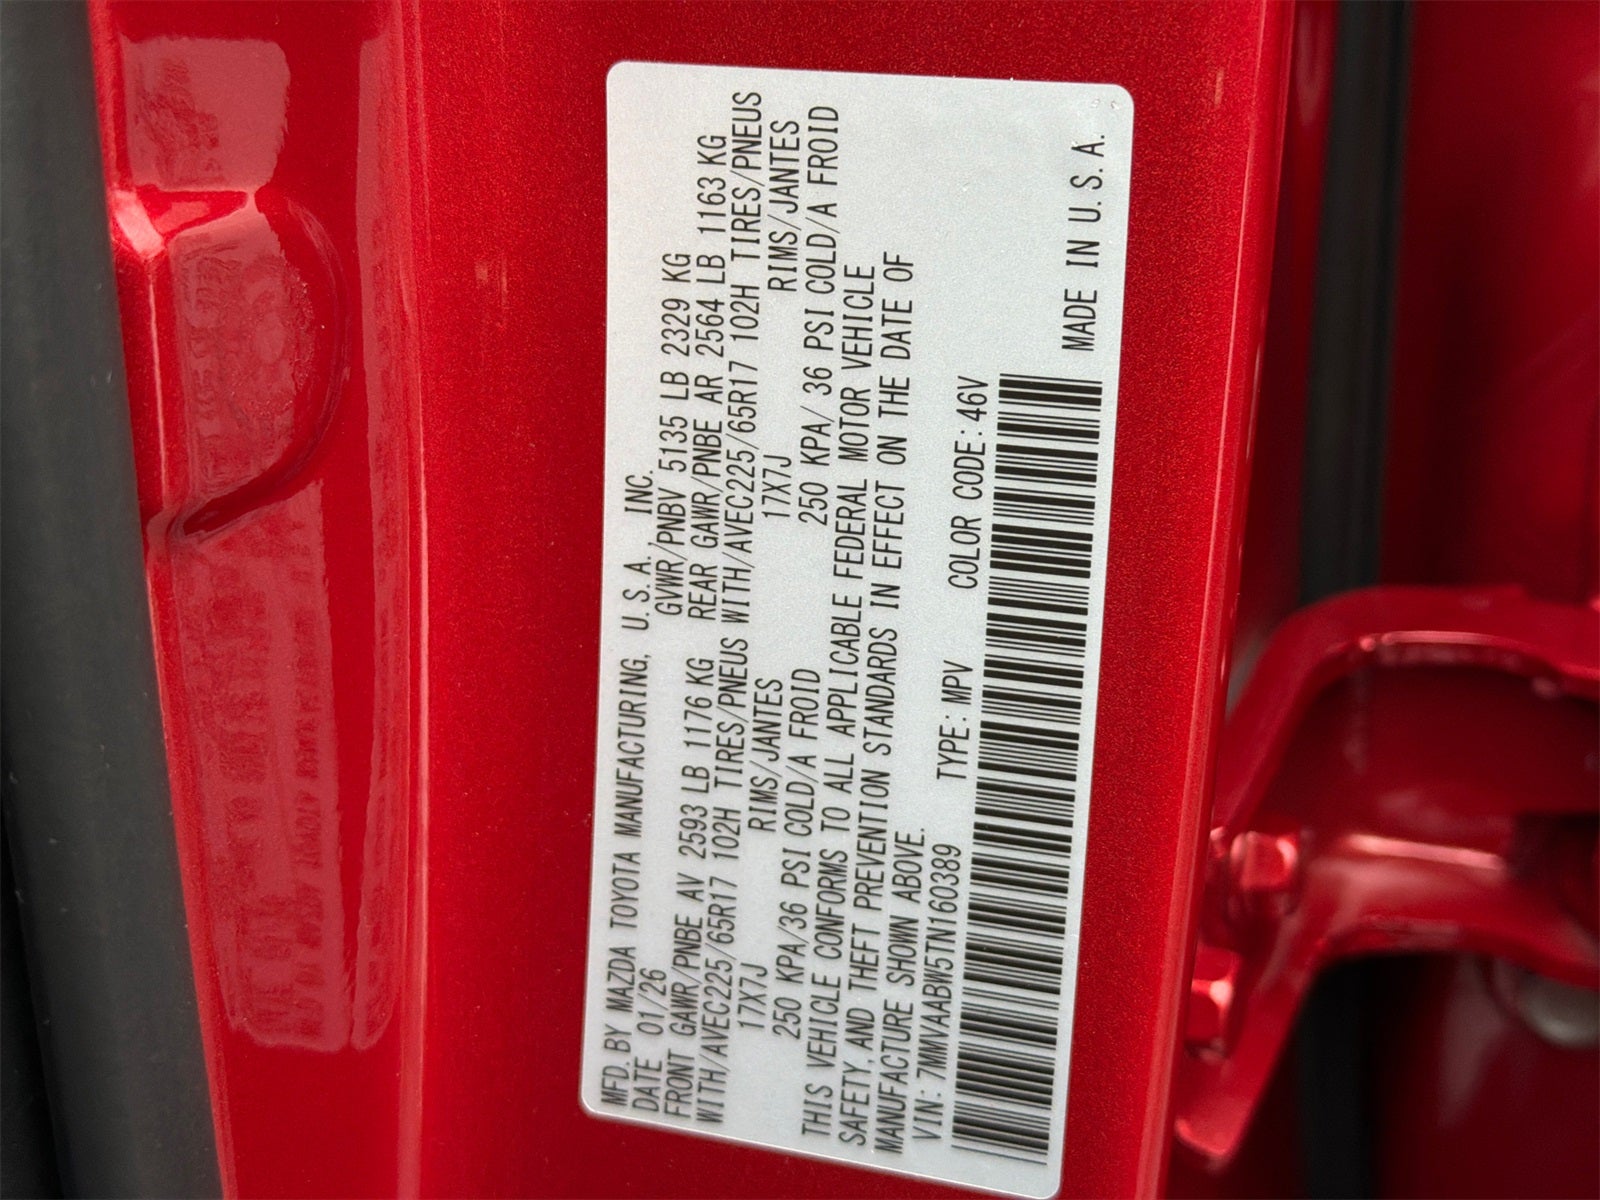 MFD. BY MAZDA TOYOTA MANUFACTURING, U.S.A. INC.
DATE 01/26 GVWR/PNBV 5135 LB 2329 KG
FRONT GAWR/PNBE AV 2593 LB 1176 KG REAR GAWR/PNBE AR 2564 LB 1163 KG
WITH/AVEC225/65R17 102H TIRES/PNEUS WITH/AVEC225/65R17 102H TIRES/PNEUS
17X7J RIMS/JANTES 17X7J RIMS/JANTES
250 KPA/36 PSI COLD/A FROID 250 KPA/ 36 PSI COLD/A FROID
THIS VEHICLE CONFORMS TO ALL APPLICABLE FEDERAL MOTOR VEHICLE
SAFETY, AND THEFT PREVENTION STANDARDS IN EFFECT ON THE DATE OF
MANUFACTURE SHOWN ABOVE.
VIN: 7MMVAABW5TN160389 TYPE: MPV COLOR CODE: 46V
MADE IN U.S.A.